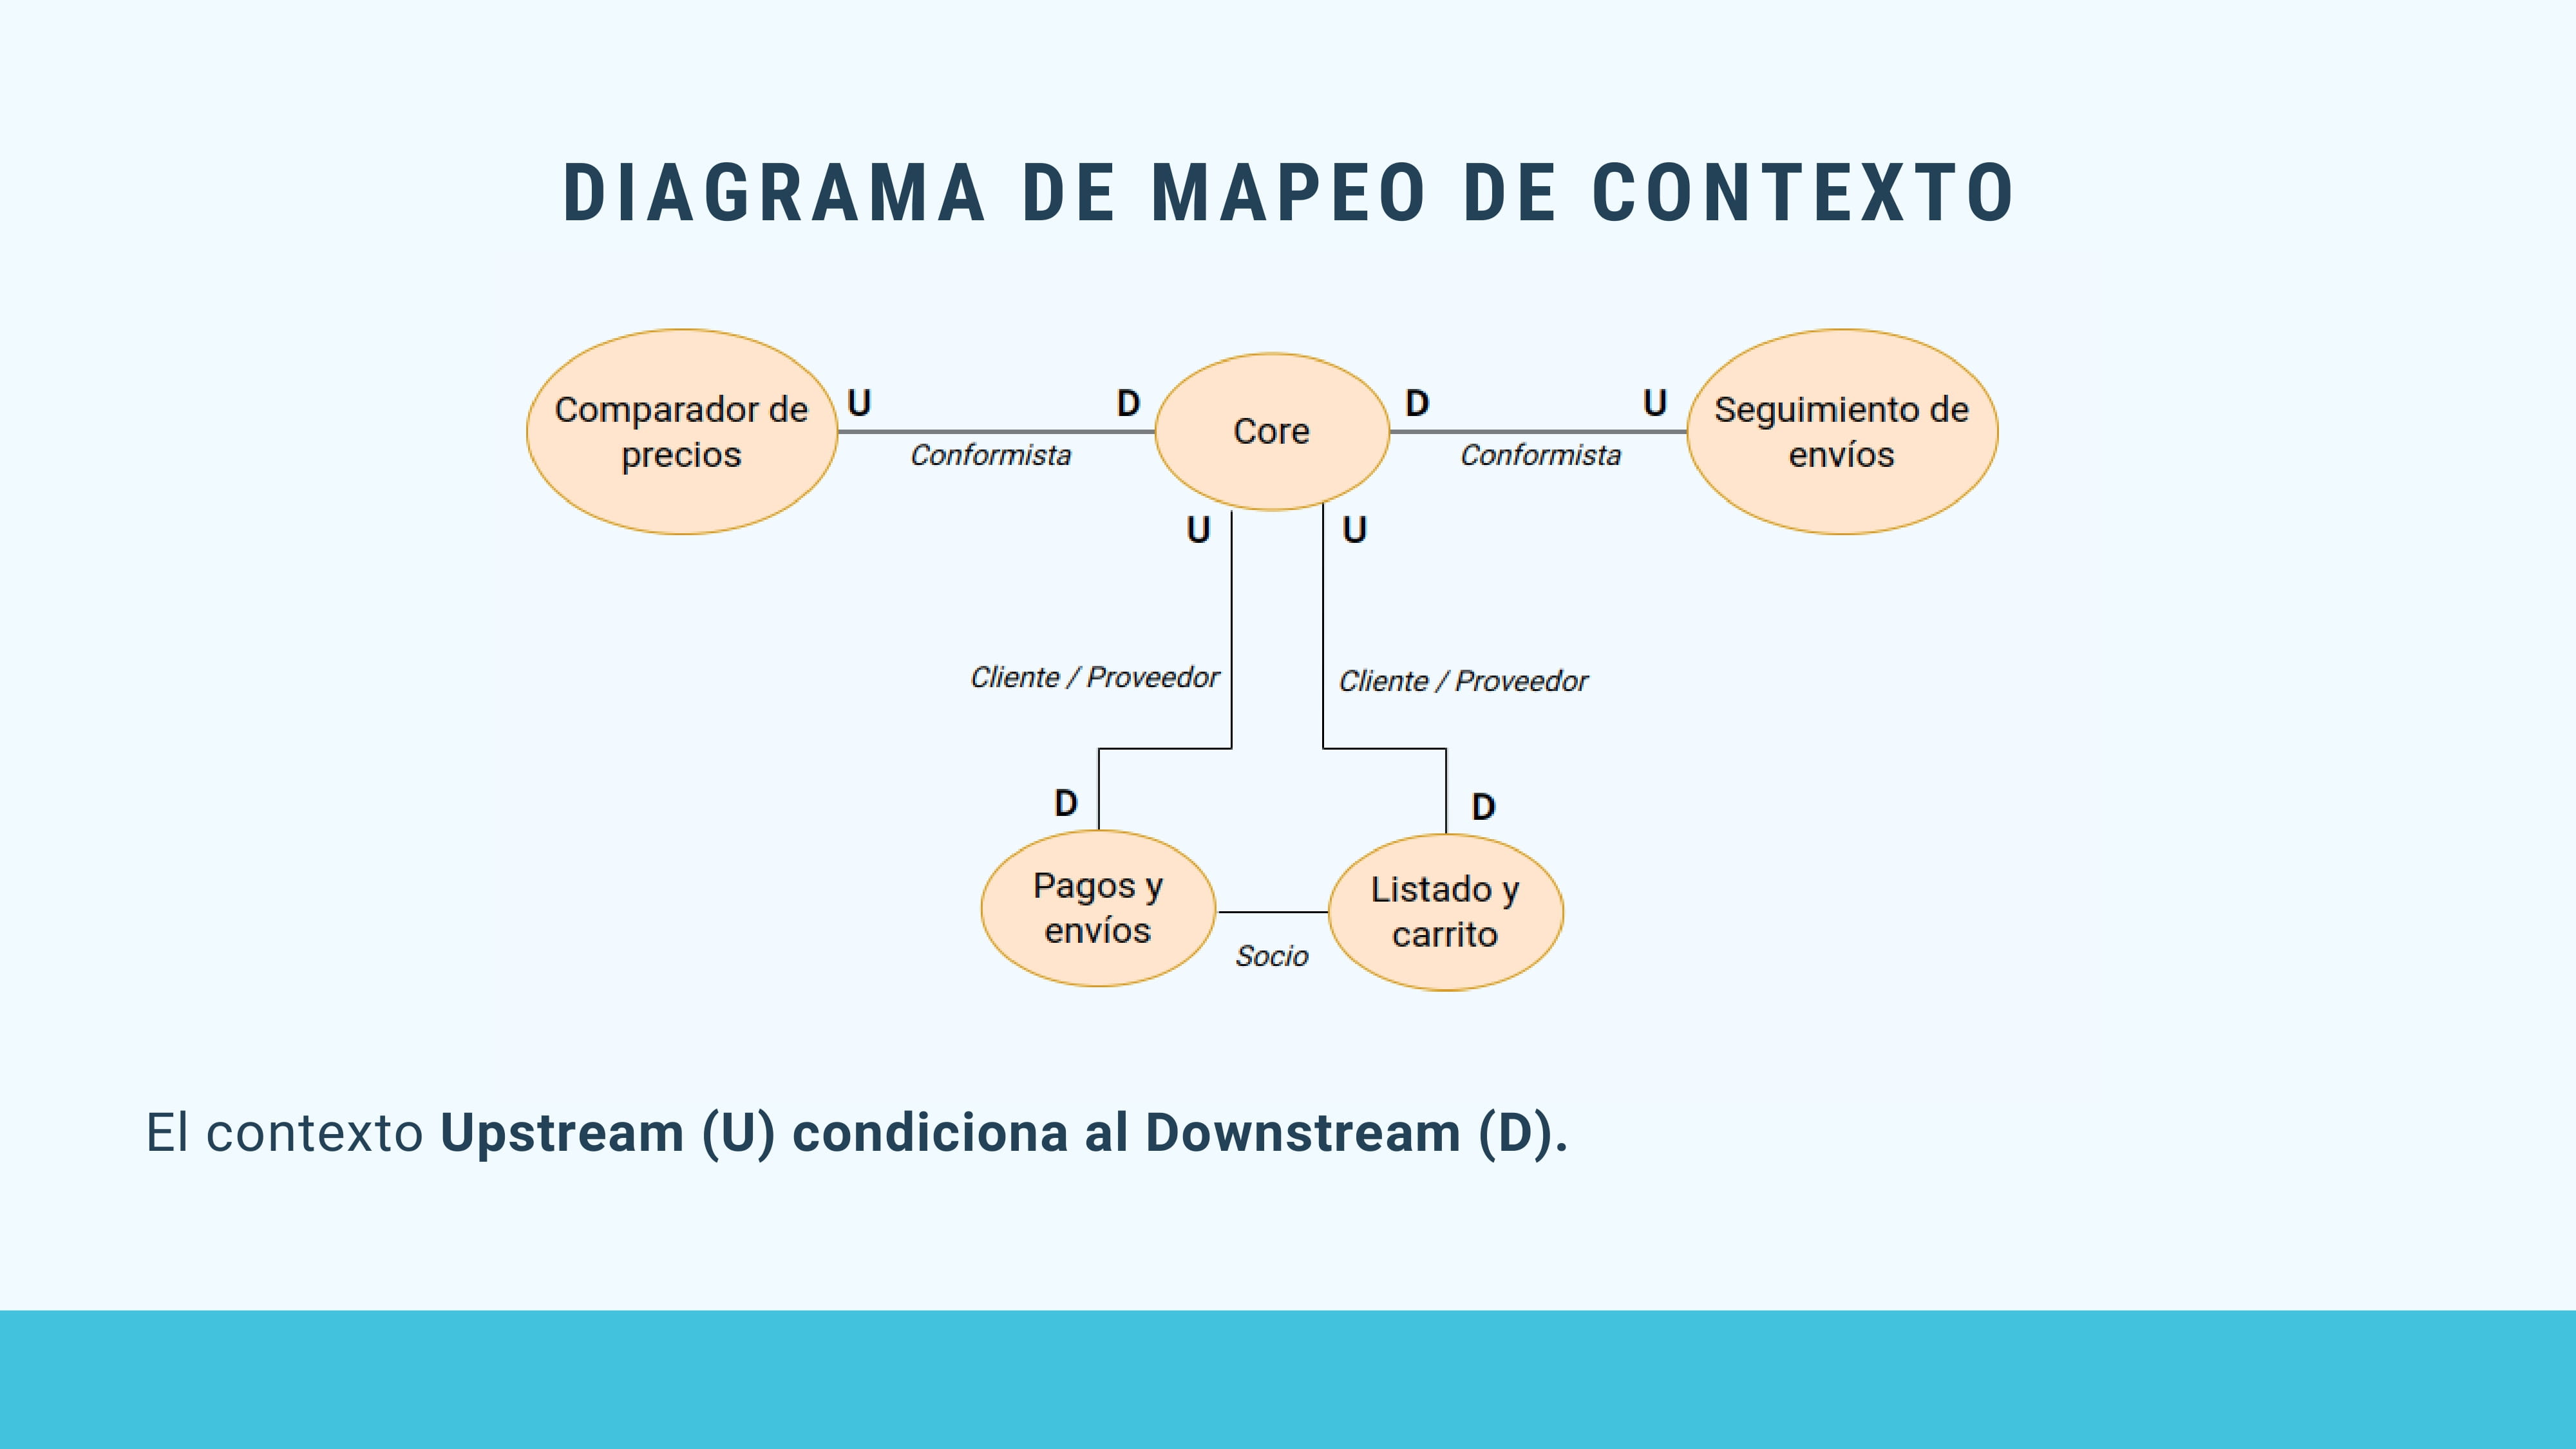 DIAGRAMA DE MAPEO DE CONTEXTO
Comparador de
precios
U
D
Conformista
Core
D
U
Conformista
Seguimiento de
envíos
U
U
Cliente / Proveedor
Cliente / Proveedor
D
D
Pagos y
envíos
Socio
Listado y
carrito
El contexto Upstream (U) condiciona al Downstream (D).